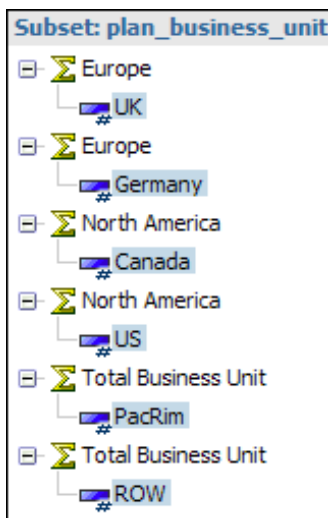 Subset: plan_business_unit
Europe
UK
Europe
Germany
North America
Canada
North America
US
Total Business Unit
PacRim
Total Business Unit
ROW